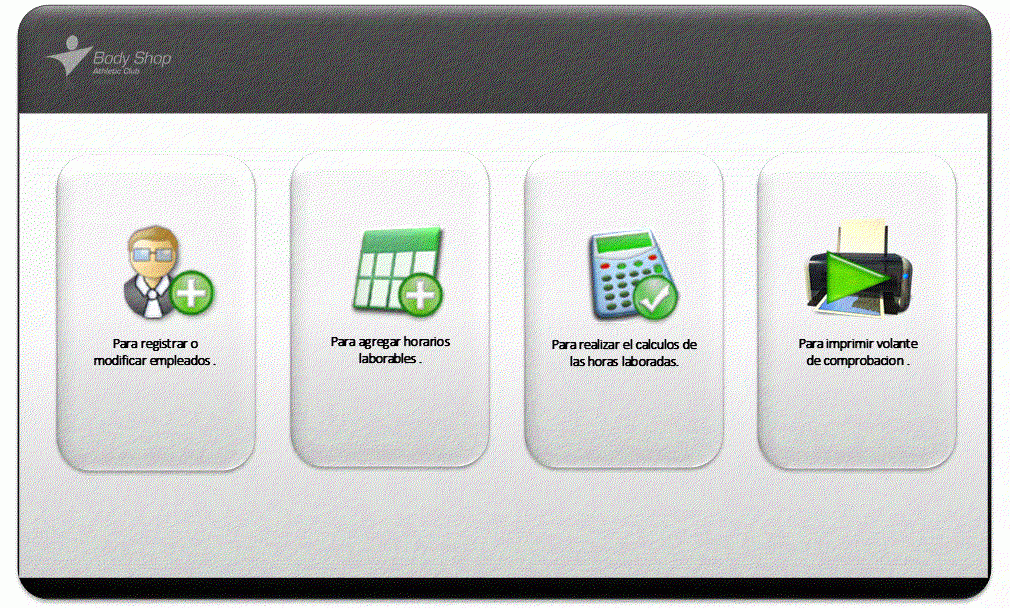 Body Shop
Athletic Club
Para registrar o
modificar empleados .
Para agregar horarios
laborables .
Para realizar el calculos de
las horas laboradas.
Para imprimir volante
de comprobacion .